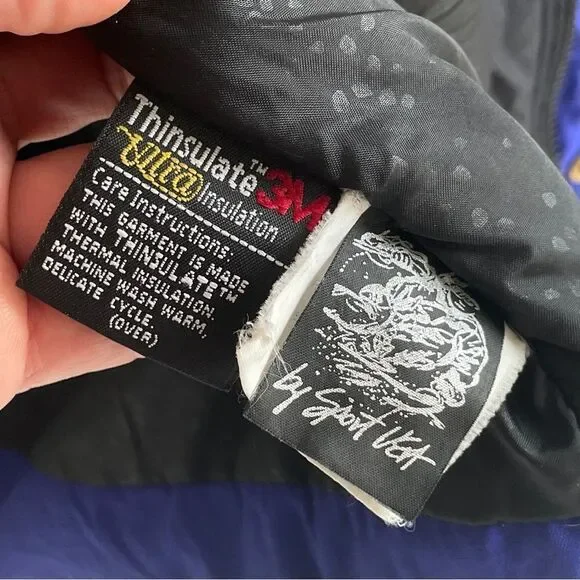 Thinsulate™ 3M
Ultra insulation
Care Instructions:
THIS GARMENT IS MADE
WITH THINSULATE™
THERMAL INSULATION.
MACHINE WASH WARM,
DELICATE CYCLE.
(OVER)
by Sport VCA